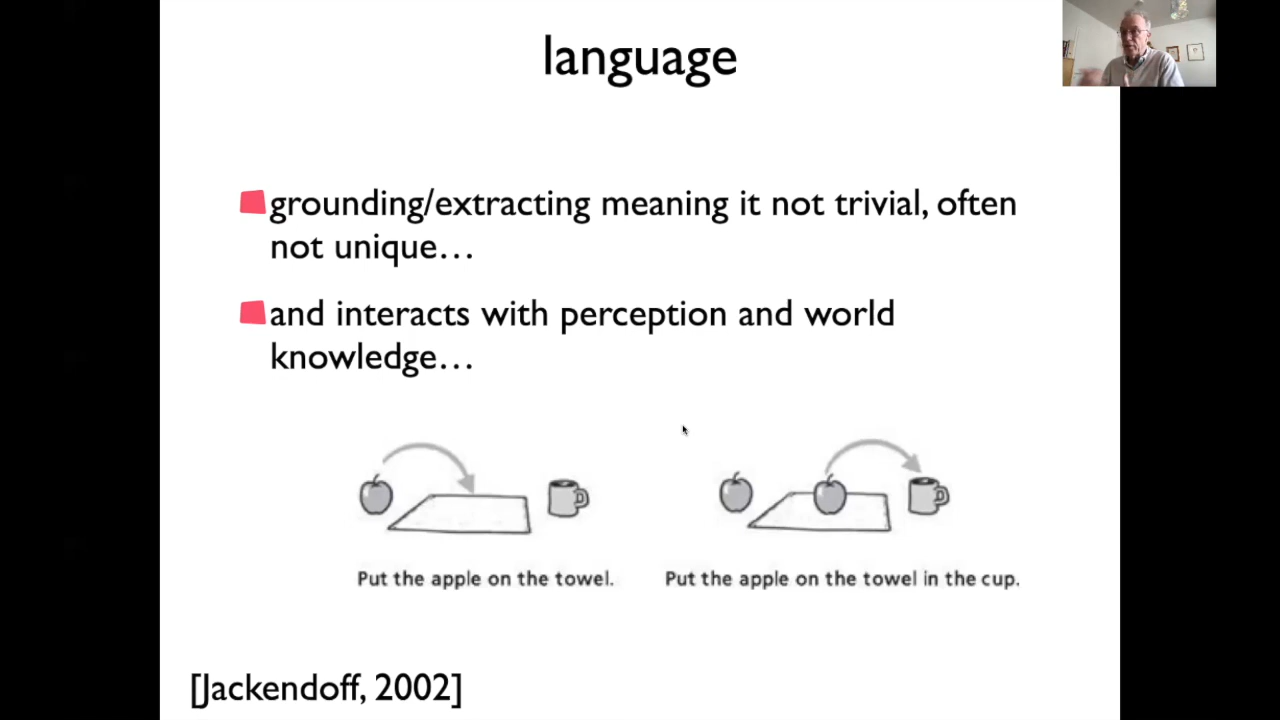 language
grounding/extracting meaning it not trivial, often
not unique…
and interacts with perception and world
knowledge…
Put the apple on the towel.
Put the apple on the towel in the cup.
[Jackendoff, 2002]